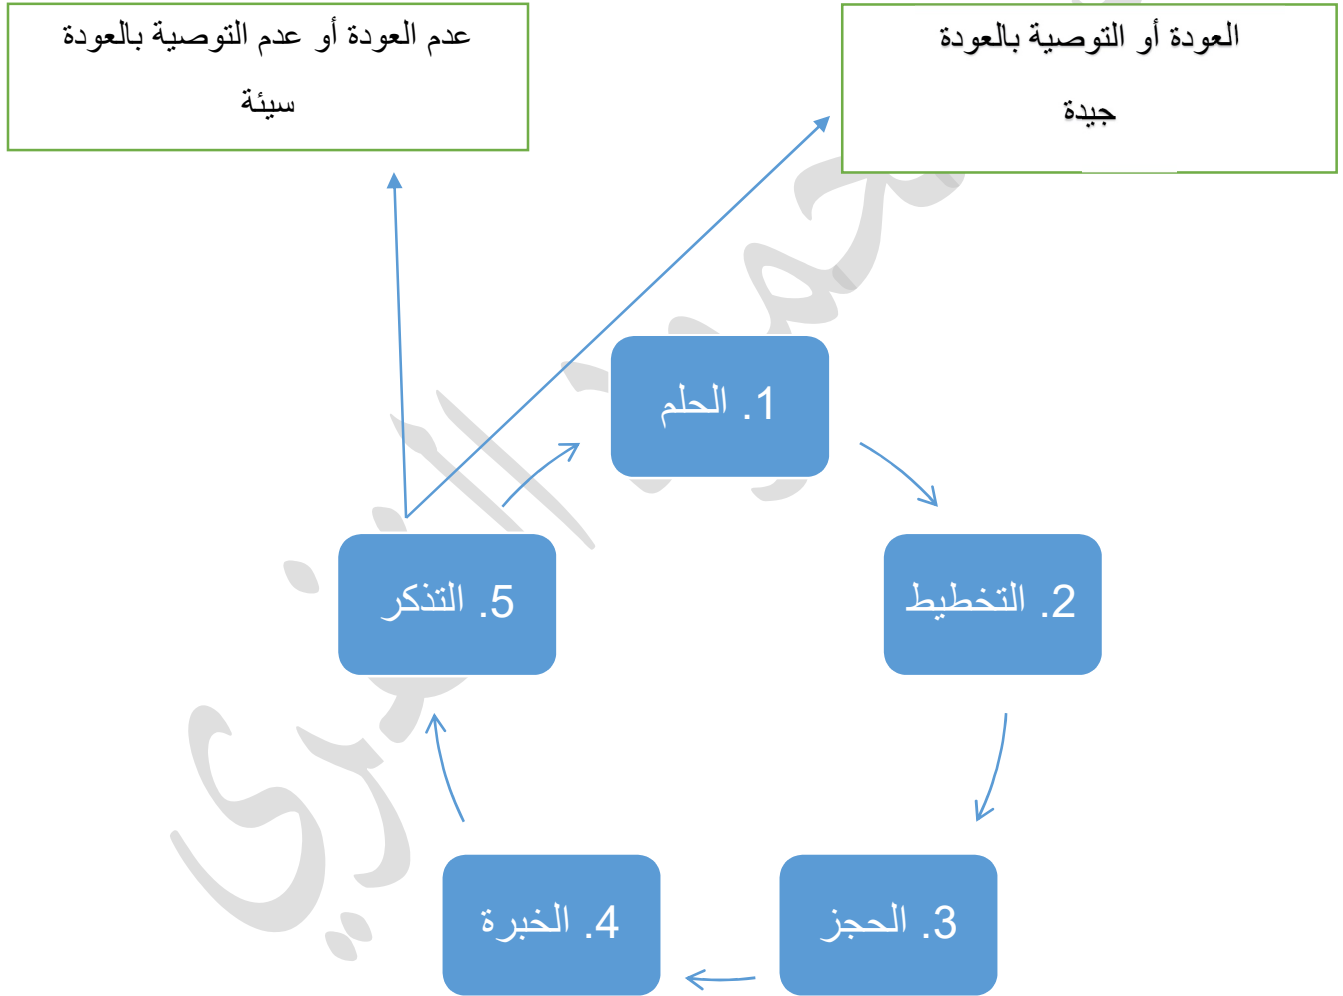 العودة أو التوصية بالعودة
جيدة
عدم العودة أو عدم التوصية بالعودة
سيئة
1. الحلم
2. التخطيط
3. الحجز
4. الخبرة
5. التذكر